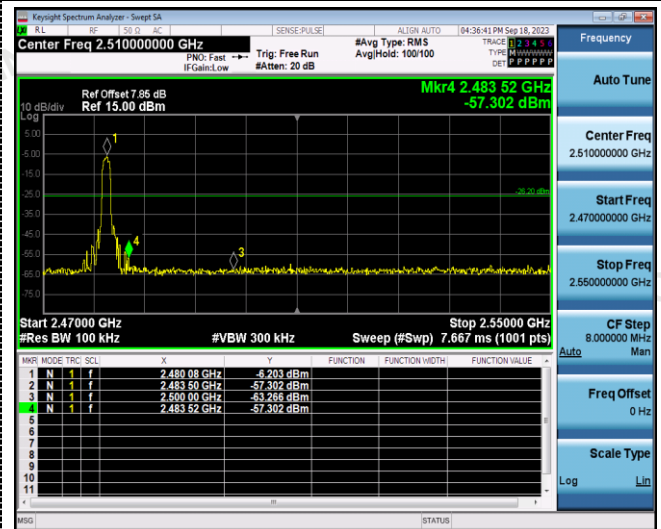 Keysight Spectrum Analyzer - Swept SA
RL RF 50 Ω AC SENSE:PULSE ALIGN AUTO 04:36:41 PM Sep 18, 2023
Center Freq 2.510000000 GHz
PNO: Fast
IFGain:Low
Trig: Free Run
#Atten: 20 dB
#Avg Type: RMS
Avg|Hold: 100/100
TRACE 1 2 3 4 5 6
TYPE M
DET P P P P P P
Ref Offset 7.85 dB
10 dB/div Ref 15.00 dBm
Log
Mkr4 2.483 52 GHz
-57.302 dBm
5.00
-5.00
-15.0
-25.0
-35.0
-45.0
-55.0
-65.0
-75.0
1
4
3
-26.20 dBm
Start 2.47000 GHz Stop 2.55000 GHz
#Res BW 100 kHz #VBW 300 kHz Sweep (#Swp) 7.667 ms (1001 pts)
MKR MODE TRC SCL X Y FUNCTION FUNCTION WIDTH FUNCTION VALUE
1 N 1 f 2.480 08 GHz -6.203 dBm
2 N 1 f 2.483 50 GHz -57.302 dBm
3 N 1 f 2.500 00 GHz -63.266 dBm
4 N 1 f 2.483 52 GHz -57.302 dBm
5
6
7
8
9
10
11
MSG STATUS
Frequency
Auto Tune
Center Freq
2.510000000 GHz
Start Freq
2.470000000 GHz
Stop Freq
2.550000000 GHz
CF Step
8.000000 MHz
Auto Man
Freq Offset
0 Hz
Scale Type
Log Lin